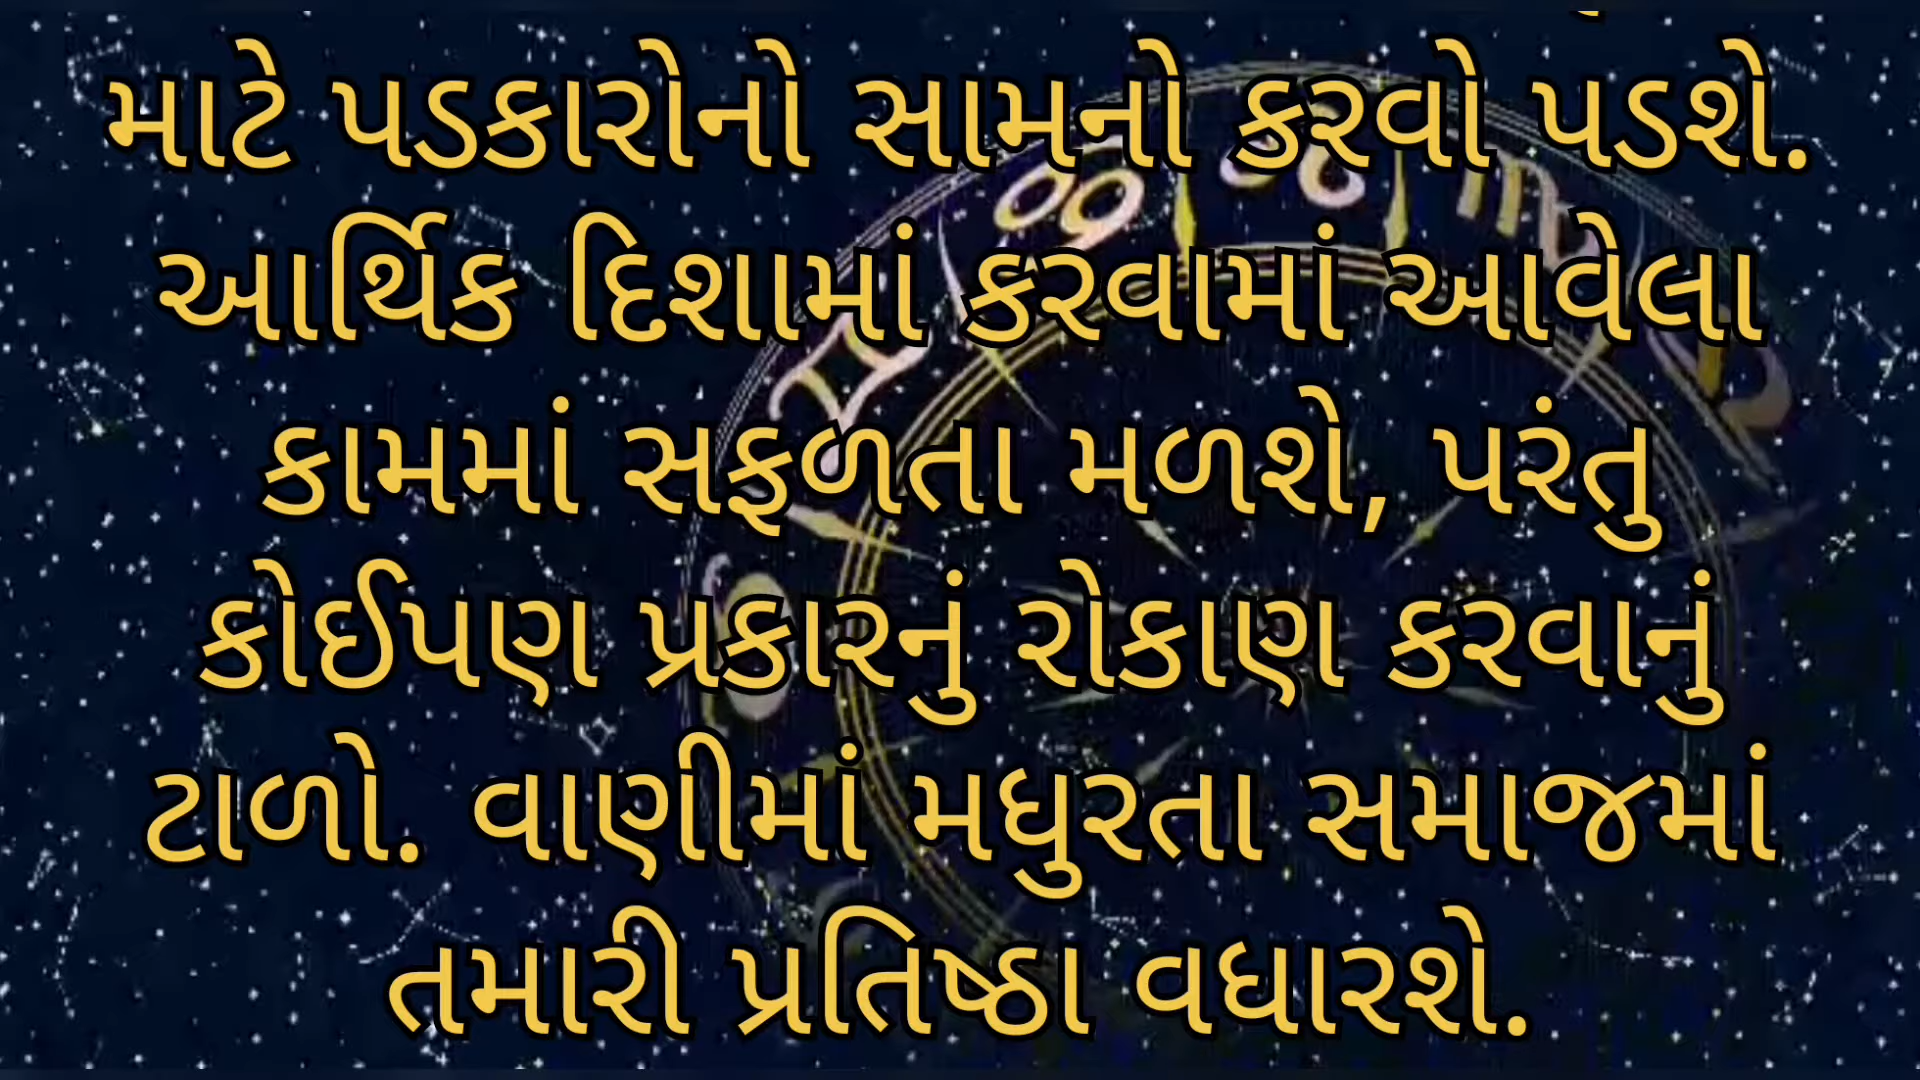 માટે પડકારોનો સામનો કરવો પડશે.
આર્થિક દિશામાં કરવામાં આવેલા
કામમાં સફળતા મળશે, પરંતુ
કોઈપણ પ્રકારનું રોકાણ કરવાનું
ટાળો. વાણીમાં મધુરતા સમાજમાં
તમારી પ્રતિષ્ઠા વધારશે.